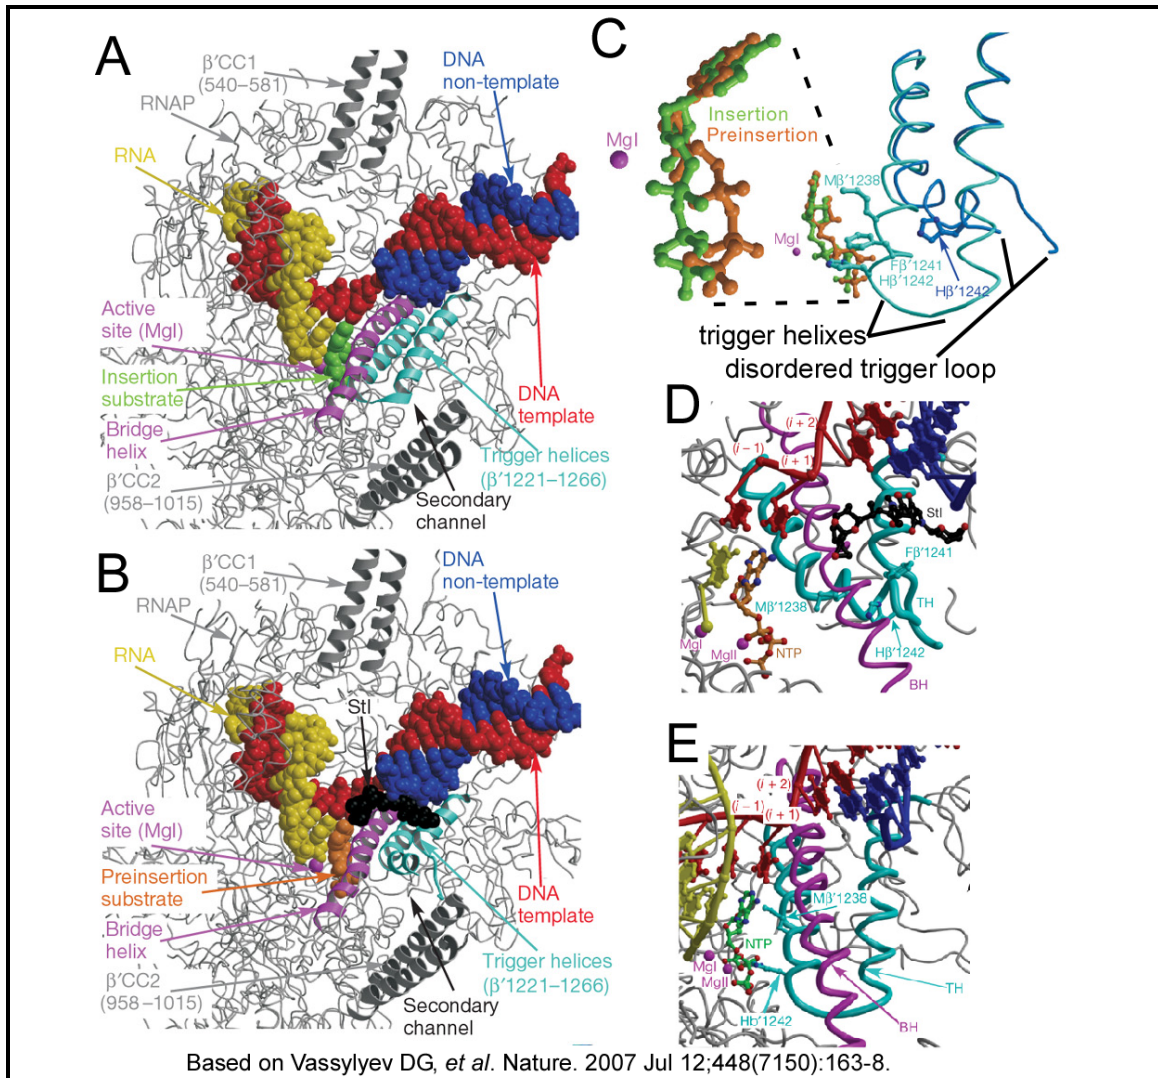 A
β′CC1
(540–581)
RNAP
RNA
DNA
non-template
Active
site (MgI)
Insertion
substrate
Bridge
helix
β′CC2
(958–1015)
Secondary
channel
DNA
template
Trigger helices
(β′1221–1266)
B
β′CC1
(540–581)
RNAP
RNA
DNA
non-template
Stl
Active
site (MgI)
Preinsertion
substrate
Bridge
helix
β′CC2
(958–1015)
Secondary
channel
DNA
template
Trigger helices
(β′1221–1266)
C
Insertion
Preinsertion
MgI
Mβ′1238
MgI
Fβ′1241
Hβ′1242
Hβ′1242
trigger helixes
disordered trigger loop
D
(i + 2)
(i – 1)
(i + 1)
Stl
Fβ′1241
Mβ′1238
TH
MgI
MgII
NTP
Hβ′1242
BH
E
(i + 2)
(i – 1)
(i + 1)
Mβ′1238
NTP
MgI
MgII
TH
Hb′1242
BH
Based on Vassylyev DG, et al. Nature. 2007 Jul 12;448(7150):163-8.